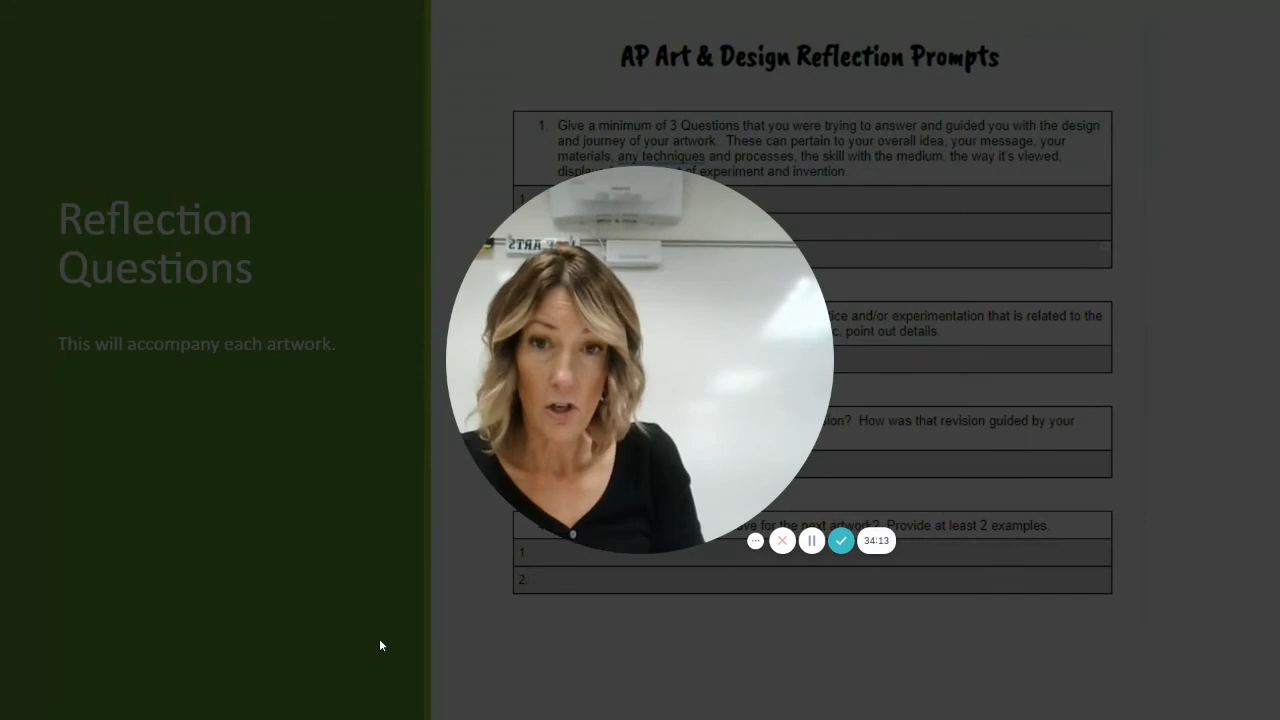 Reflection
Questions
This will accompany each artwork.
AP Art & Design Reflection Prompts
1. Give a minimum of 3 Questions that you were trying to answer and guided you with the design
and journey of your artwork. These can pertain to your overall idea, your message, your
materials, any techniques and processes, the skill with the medium, the way it's viewed,
of experiment and invention.
1
ARTS
and/or experimentation that is related to the
point out details.
How was that revision guided by your
for the next artwork? Provide at least 2 examples.
1
2.
34:13